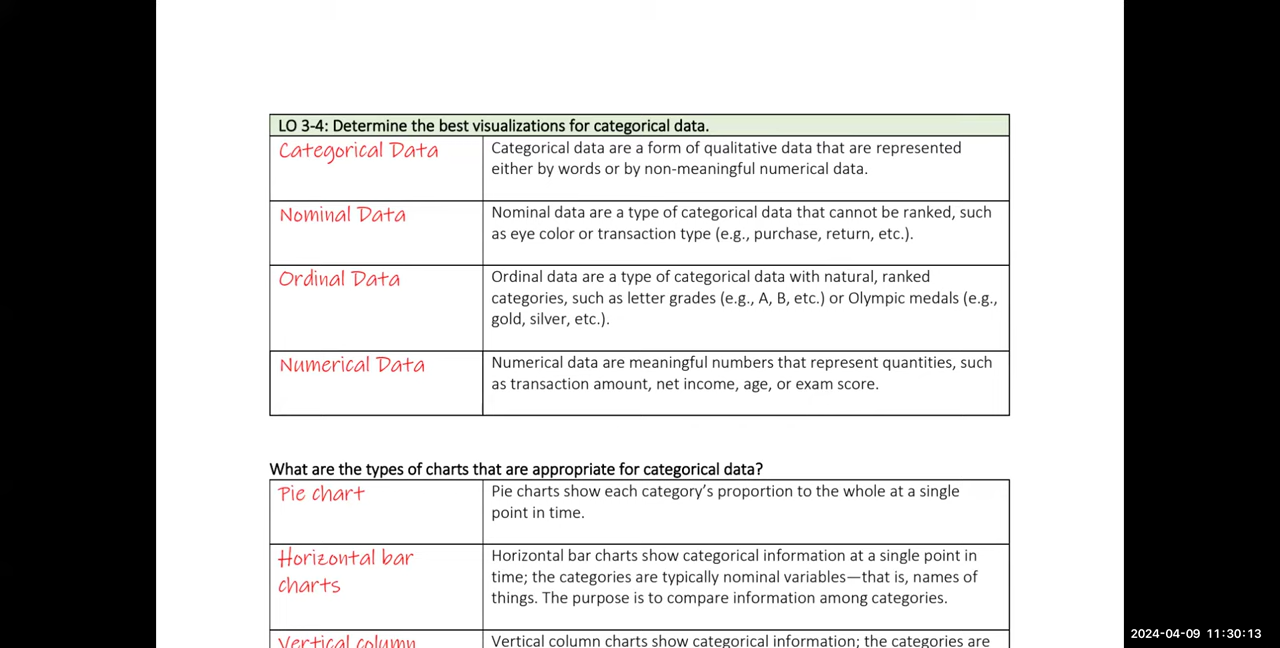 LO 3-4: Determine the best visualizations for categorical data.
Categorical Data
Categorical data are a form of qualitative data that are represented
either by words or by non-meaningful numerical data.
Nominal Data
Nominal data are a type of categorical data that cannot be ranked, such
as eye color or transaction type (e.g., purchase, return, etc.).
Ordinal Data
Ordinal data are a type of categorical data with natural, ranked
categories, such as letter grades (e.g., A, B, etc.) or Olympic medals (e.g.,
gold, silver, etc.).
Numerical Data
Numerical data are meaningful numbers that represent quantities, such
as transaction amount, net income, age, or exam score.
What are the types of charts that are appropriate for categorical data?
Pie chart
Pie charts show each category’s proportion to the whole at a single
point in time.
Horizontal bar
charts
Horizontal bar charts show categorical information at a single point in
time; the categories are typically nominal variables—that is, names of
things. The purpose is to compare information among categories.
Vertical column
Vertical column charts show categorical information; the categories are
2024-04-09 11:30:13